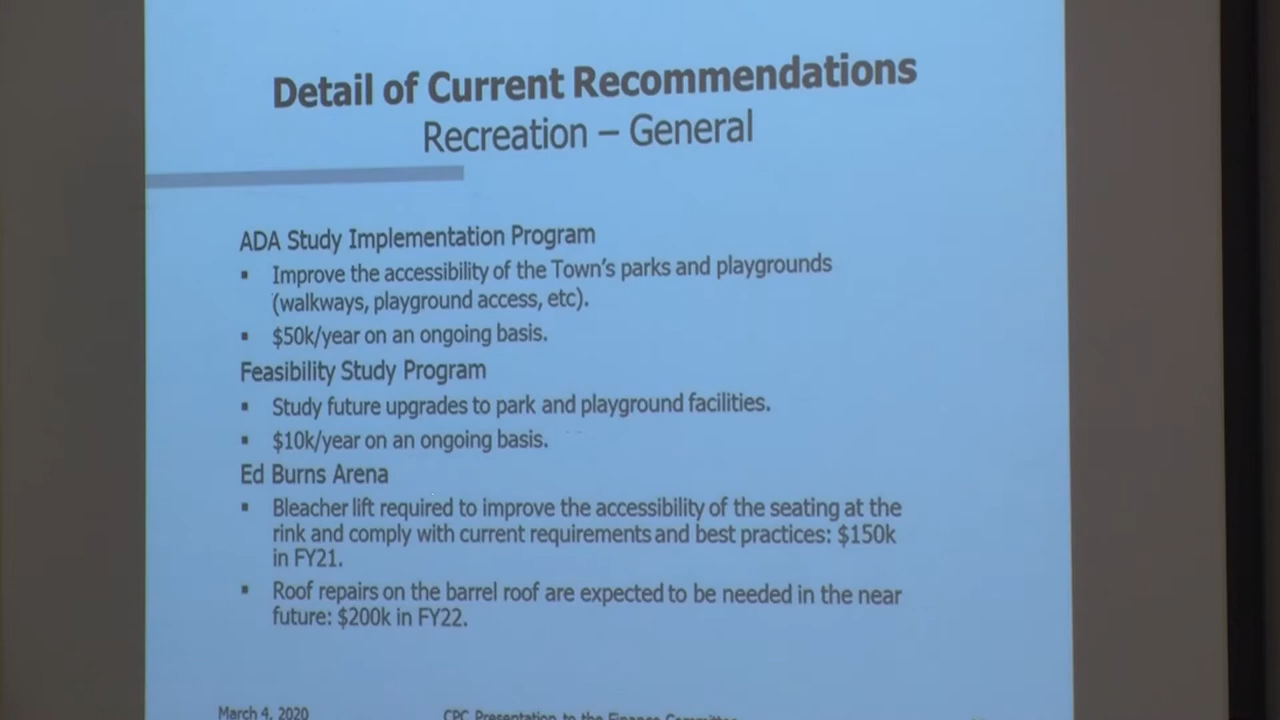 Detail of Current Recommendations
Recreation – General
ADA Study Implementation Program
▪ Improve the accessibility of the Town's parks and playgrounds
(walkways, playground access, etc).
▪ $50k/year on an ongoing basis.
Feasibility Study Program
▪ Study future upgrades to park and playground facilities.
▪ $10k/year on an ongoing basis.
Ed Burns Arena
▪ Bleacher lift required to improve the accessibility of the seating at the
rink and comply with current requirements and best practices: $150k
in FY21.
▪ Roof repairs on the barrel roof are expected to be needed in the near
future: $200k in FY22.
March 4, 2020
CPC Presentation to the Finance Committee